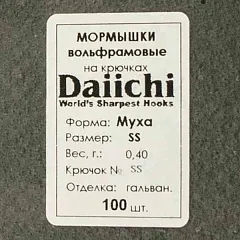 МОРМЫШКИ
ВОЛЬФРАМОВЫЕ
на крючках
Daiichi
World's Sharpest Hooks
Форма: Муха
Размер: SS
Вес, г.: 0,40
Крючок № SS
Отделка: гальван.
100 шт.